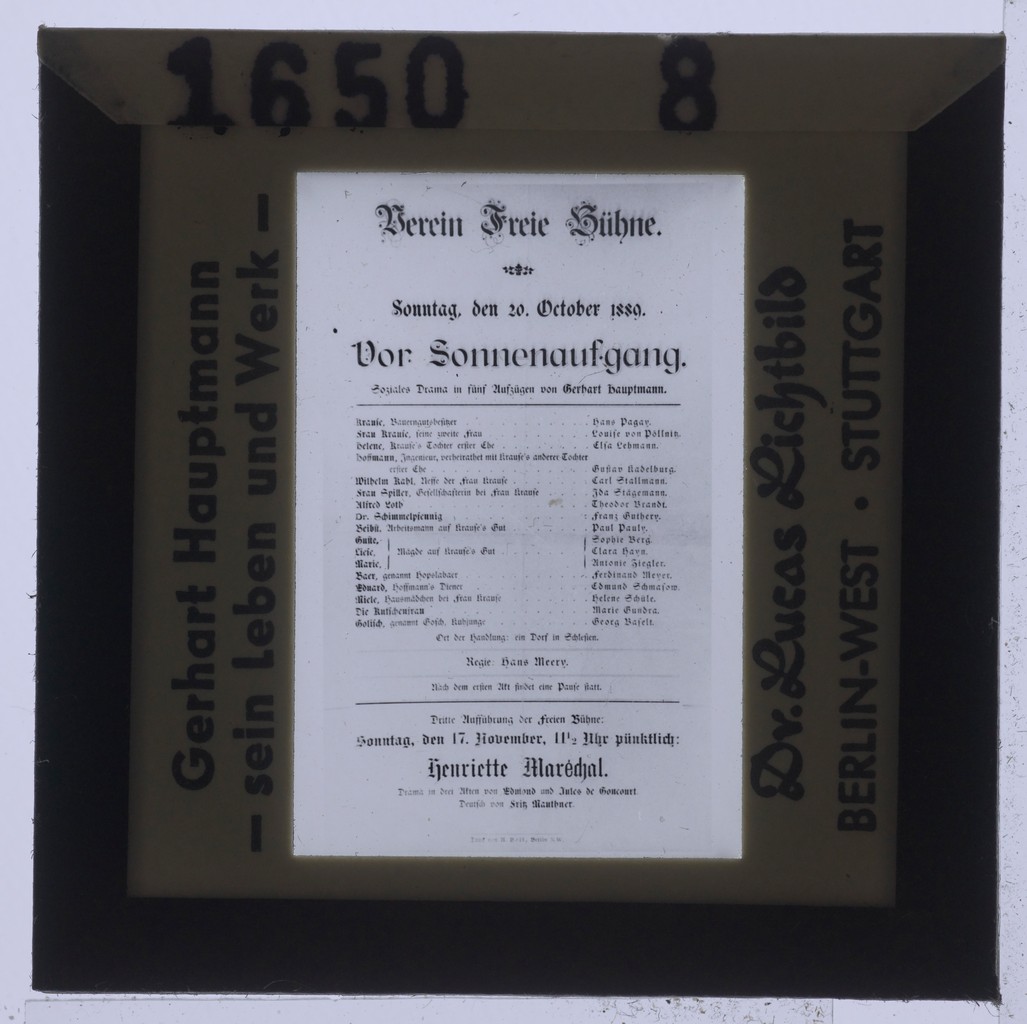 1650 8
Gerhart Hauptmann
— sein Leben und Werk —
Verein Freie Bühne.
Sonntag, den 20. October 1889.
Vor Sonnenaufgang.
Soziales Drama in fünf Aufzügen von Gerhart Hauptmann.
Krause, Bauerngutsbesitzer . . . . . . Hans Pagay.
Frau Krause, seine zweite Frau . . . . . . Louise von Pöllnitz.
Helene, Krause's Tochter erster Ehe . . . . . . Elsa Lehmann.
Hoffmann, Ingenieur, verheirathet mit Krause's anderer Tochter
erster Ehe . . . . . . Gustav Kadelburg.
Wilhelm Kahl, Neffe der Frau Krause . . . . . . Carl Stallmann.
Frau Spiller, Gesellschafterin bei Frau Krause . . . . . . Ida Stägemann.
Alfred Loth . . . . . . Theodor Brandt.
Dr. Schimmelpfennig . . . . . . Franz Guthery.
Beibst, Arbeitsmann auf Krause's Gut . . . . . . Paul Pauly.
Guste, Sophie Berg.
Liese, Mägde auf Krause's Gut . . . . . . Clara Hayn.
Marie, Antonie Ziegler.
Baer, genannt Hopslabaer . . . . . . Ferdinand Meyer.
Eduard, Hoffmann's Diener . . . . . . Edmund Schmasow.
Miele, Hausmädchen bei Frau Krause . . . . . . Helene Schüle.
Die Kutschenfrau . . . . . . Marie Gundra.
Golisch, genannt Gosch, Kuhjunge . . . . . . Georg Baselt.
Ort der Handlung: ein Dorf in Schlesien.
Regie: Hans Meery.
Nach dem ersten Akt findet eine Pause statt.
Dritte Aufführung der Freien Bühne:
Sonntag, den 17. November, 11½ Uhr pünktlich:
Henriette Maréchal.
Drama in drei Akten von Edmond und Jules de Goncourt.
Deutsch von Fritz Mauthner.
Dr. Lucas Lichtbild
BERLIN-WEST • STUTTGART